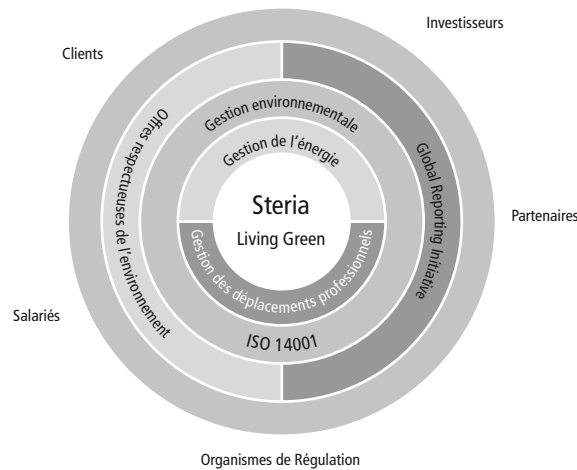 Investisseurs
Clients
Gestion environnementale
Offres respectueuses de l'environnement
Gestion de l'énergie
Global Reporting Initiative
Steria
Living Green
Partenaires
Gestion des déplacements professionnels
Salariés
ISO 14001
Organismes de Régulation